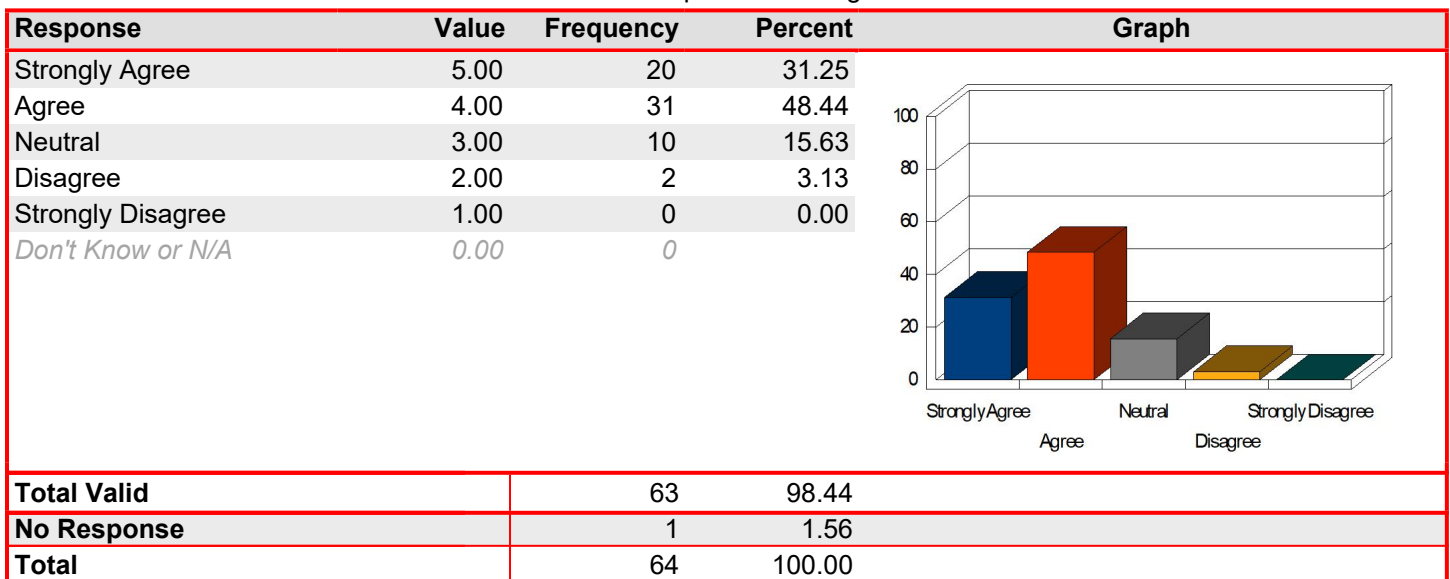 Response Value Frequency Percent Graph
Strongly Agree 5.00 20 31.25
Agree 4.00 31 48.44
Neutral 3.00 10 15.63
Disagree 2.00 2 3.13
Strongly Disagree 1.00 0 0.00
Don't Know or N/A 0.00 0
100
80
60
40
20
0
Strongly Agree Neutral Strongly Disagree
Agree Disagree
Total Valid 63 98.44
No Response 1 1.56
Total 64 100.00